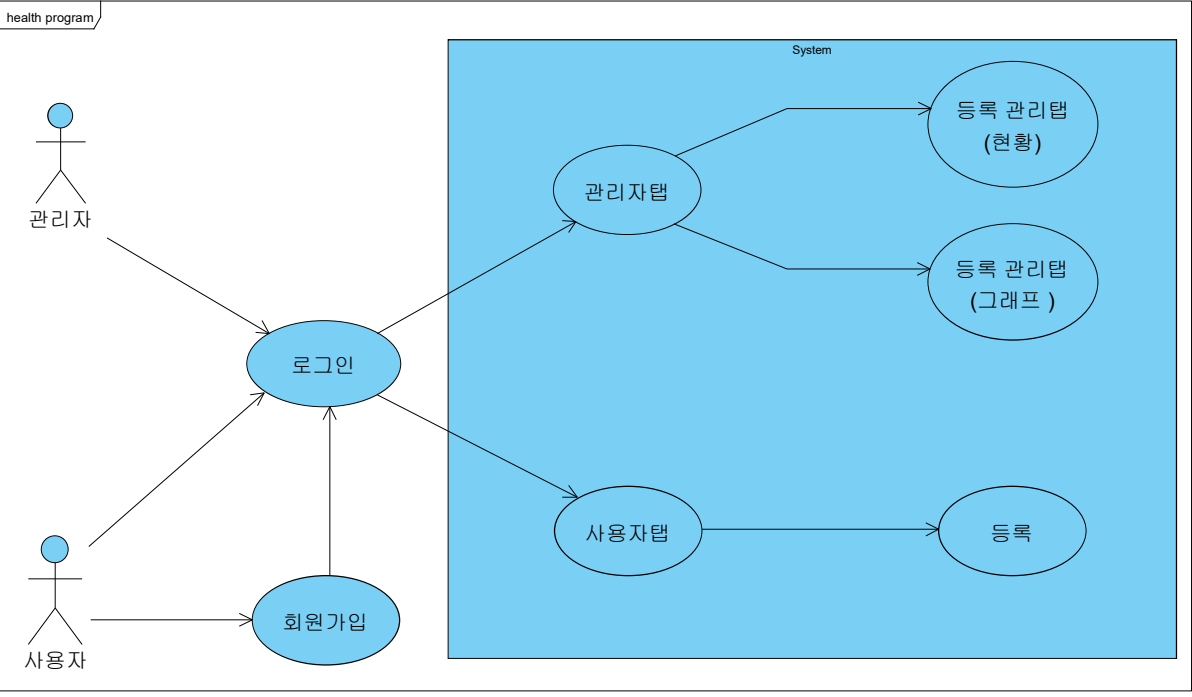 health program
System
관리자
등록 관리탭
(현황)
관리자탭
등록 관리탭
(그래프 )
로그인
사용자탭
등록
사용자
회원가입